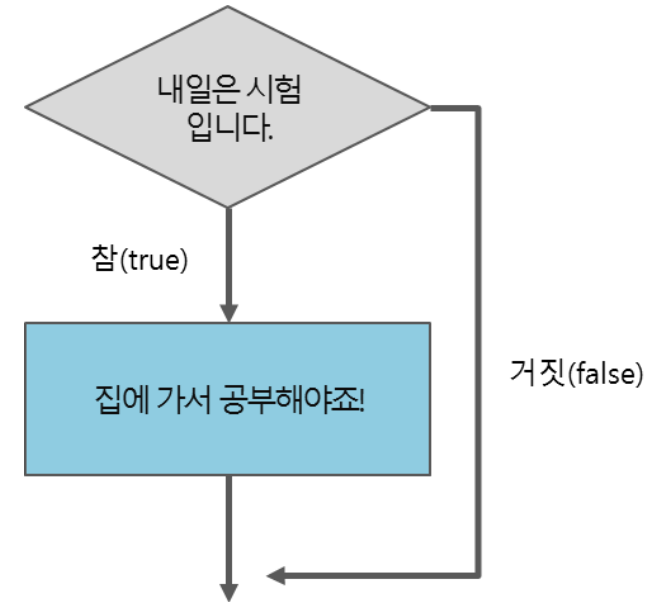 내일은 시험
입니다.
참(true)
집에 가서 공부해야죠!
거짓(false)